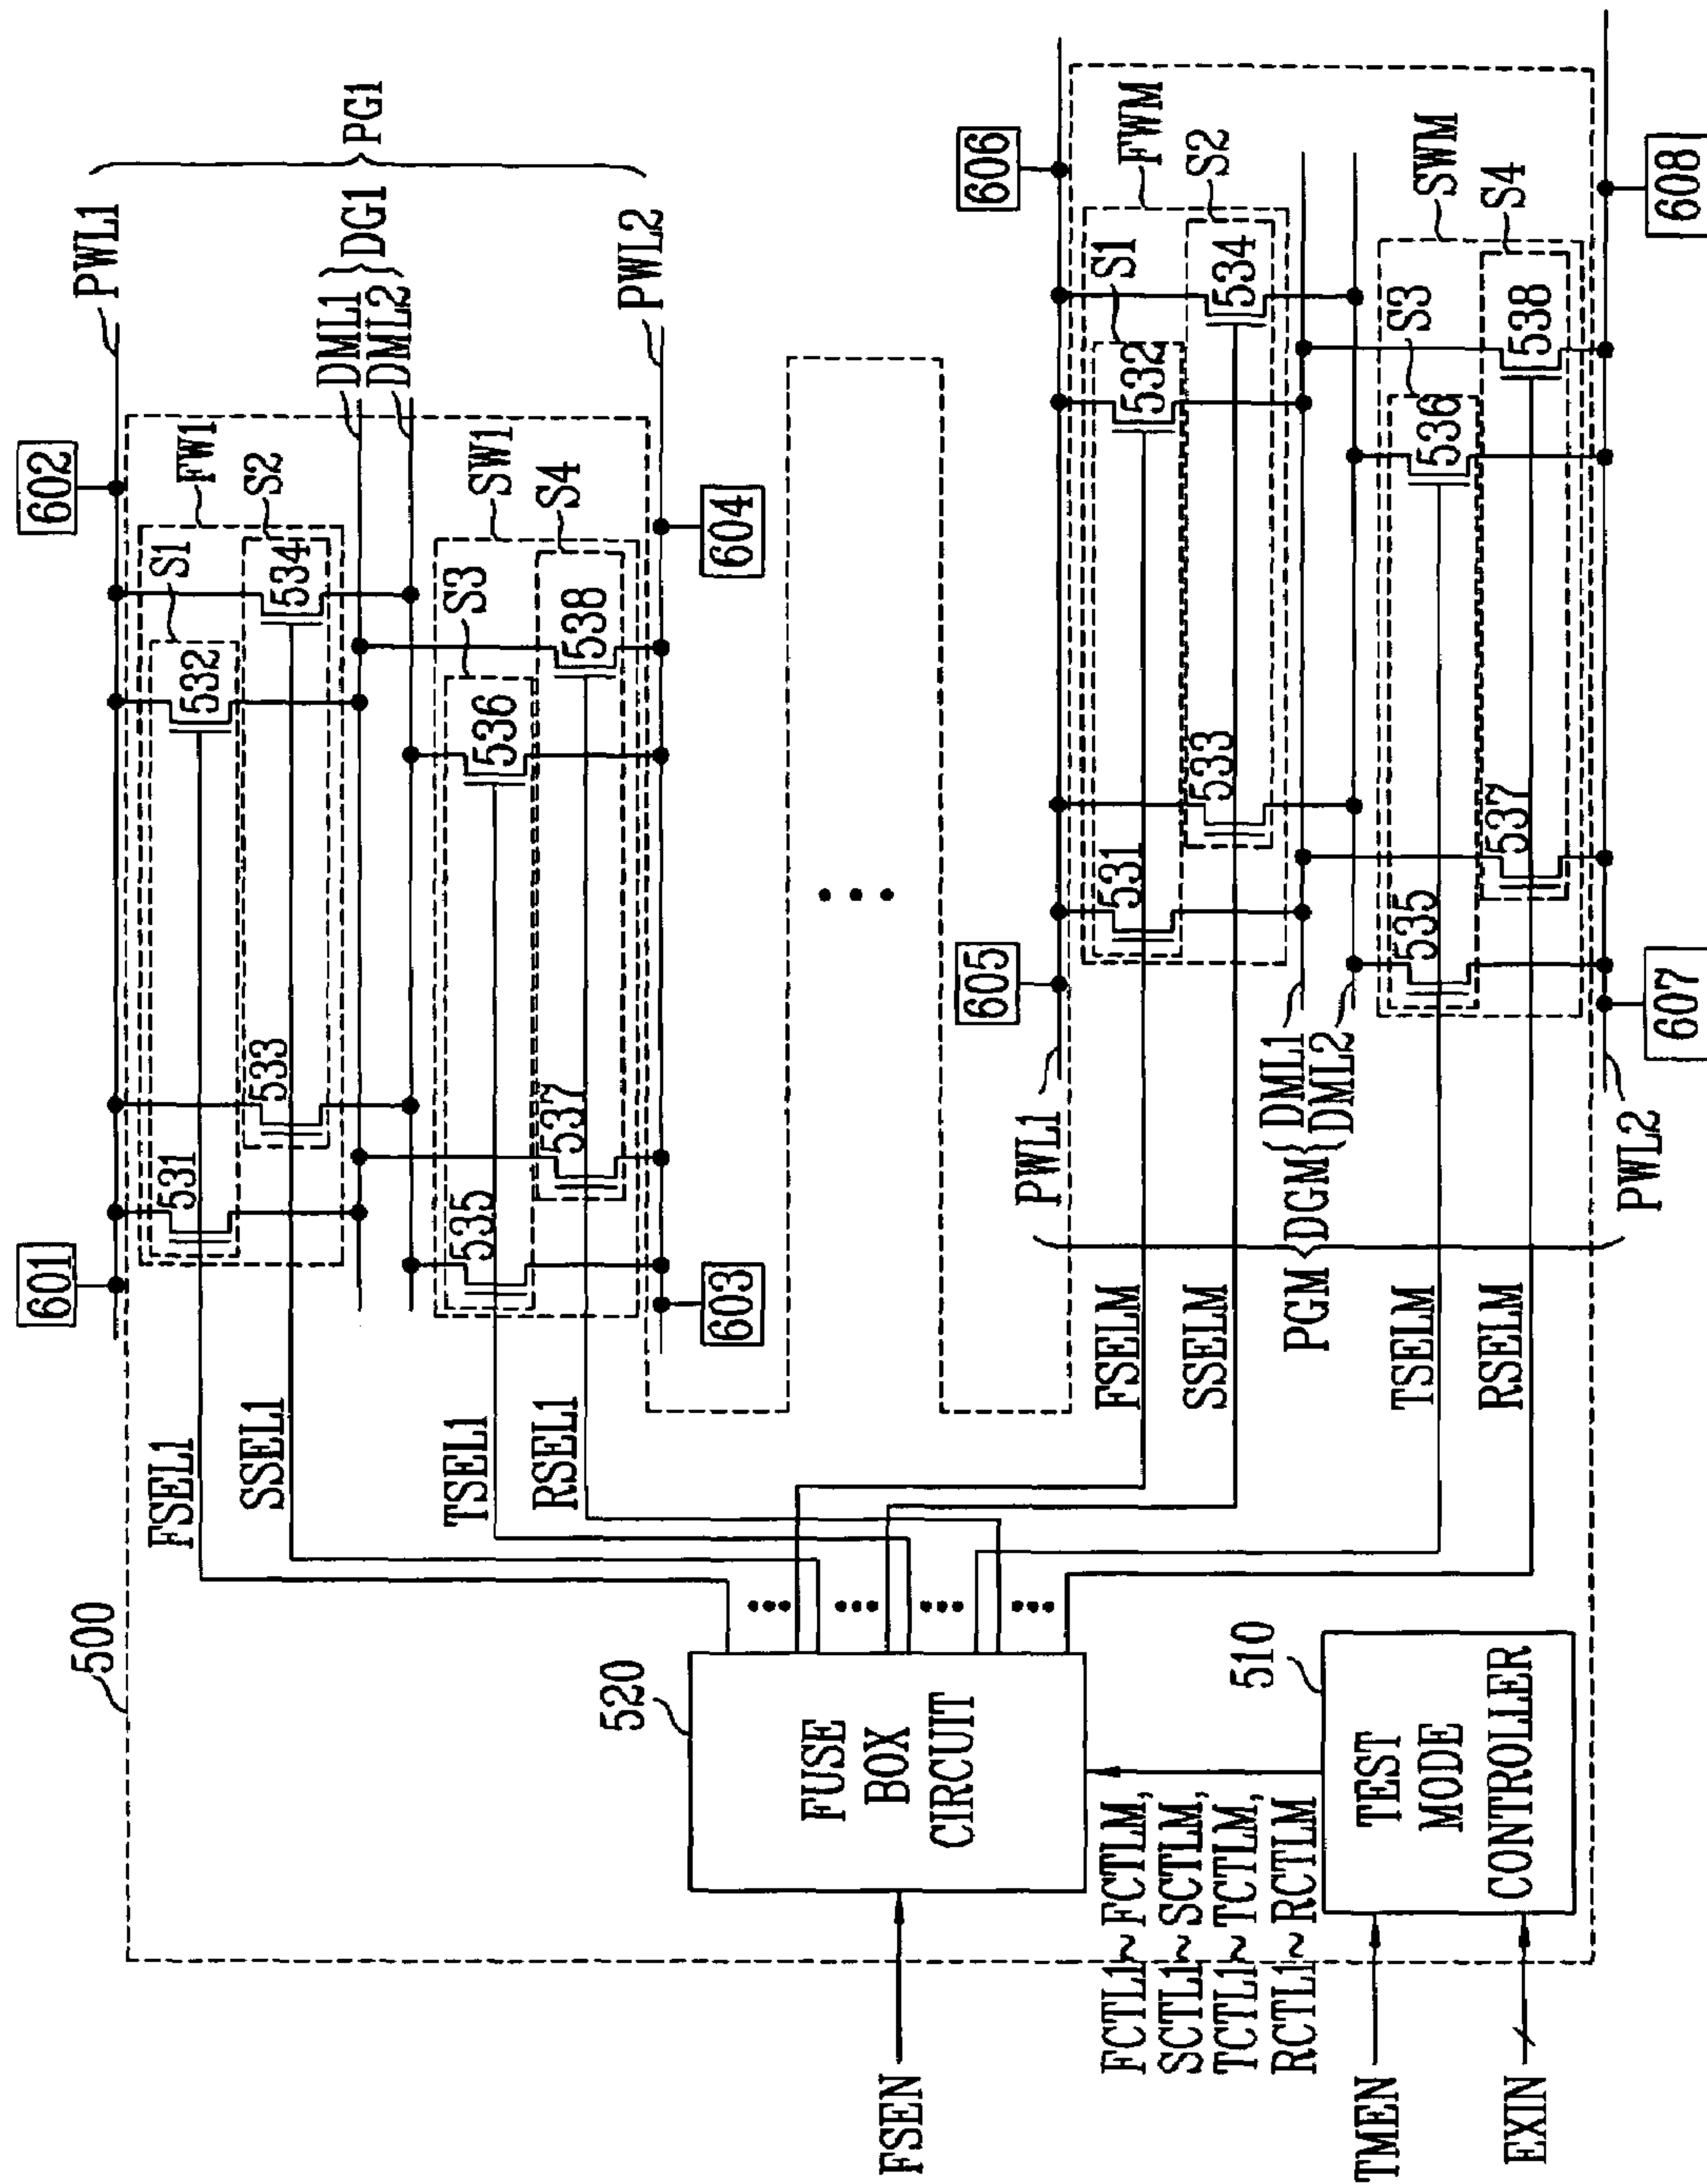 500
FSEL1
SSEL1
TSEL1
RSEL1
601
602
PWL1
531
532
S1
FW1
533
534
S2
DML1
DML2
DG1
PG1
535
536
S3
SW1
537
538
S4
603
604
PWL2
520
FUSE
BOX
CIRCUIT
FSEN
FCTL1~FCTLM,
SCTL1~SCTLM,
TCTL1~TCTLM,
RCTL1~RCTLM
510
TEST
MODE
CONTROLLER
TMEN
EXIN
FSELM
SSELM
TSELM
RSELM
PWL1
605
606
531
532
S1
FWM
533
534
S2
PGM
DGM
DML1
DML2
535
536
S3
SWM
537
538
S4
PWL2
607
608